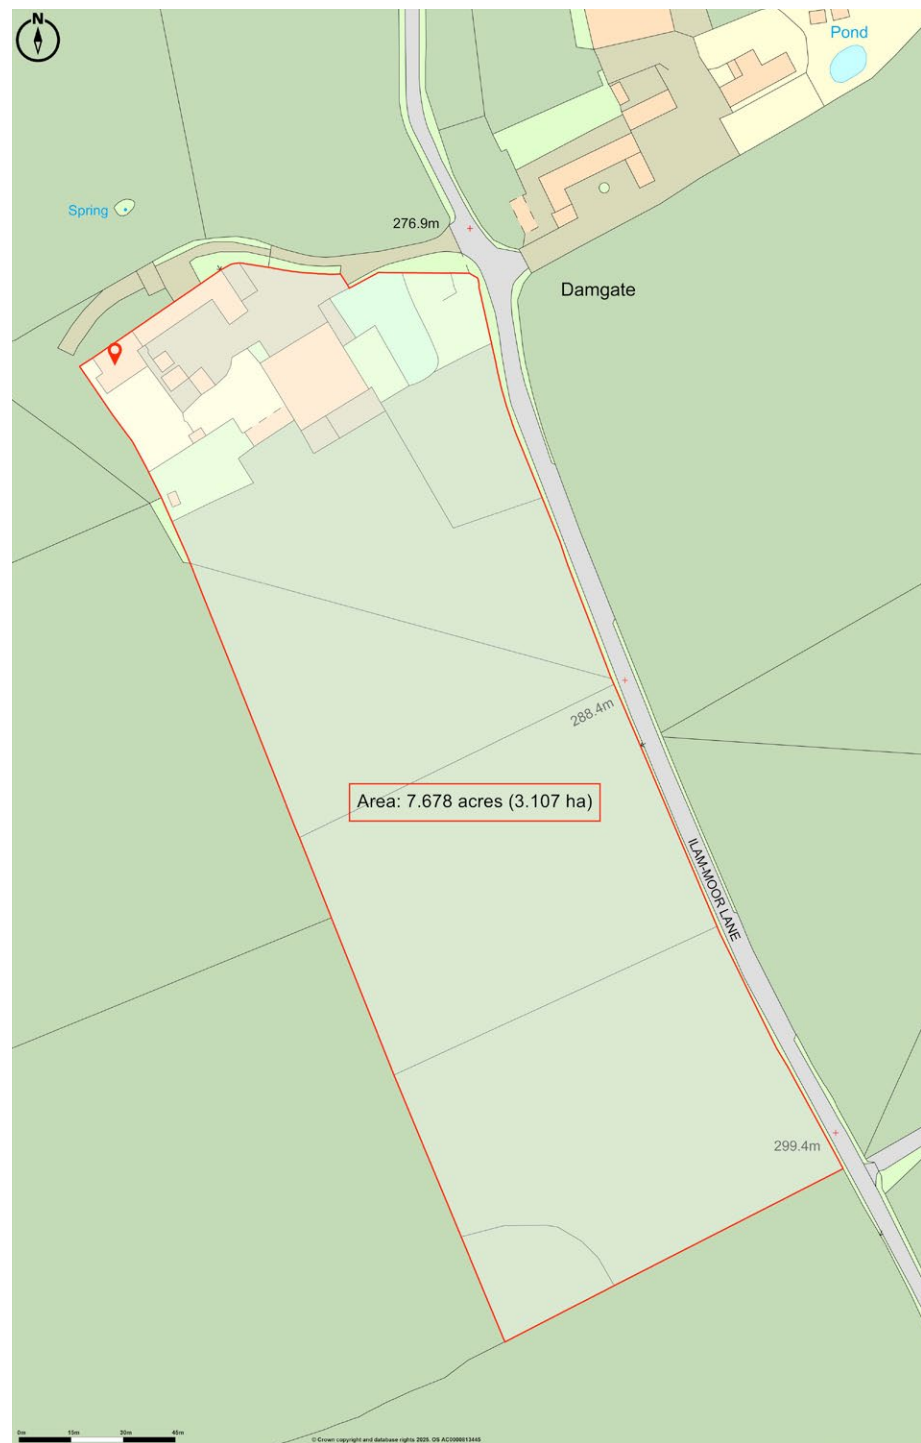 N
Pond
Spring
276.9m
Damgate
288.4m
Area: 7.678 acres (3.107 ha)
ILAM-MOOR LANE
299.4m
0m 15m 30m 45m
© Crown copyright and database rights 2025. OS AC0000813445